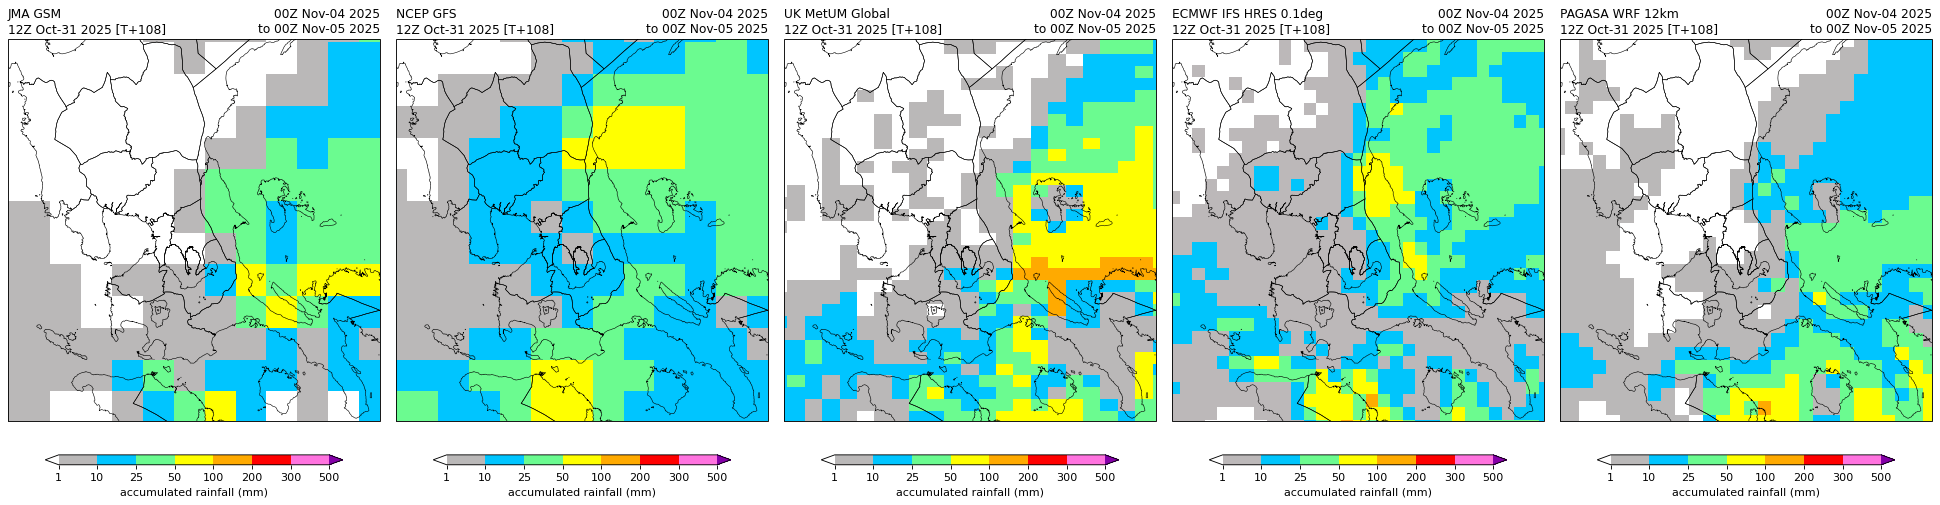 JMA GSM 00Z Nov-04 2025
12Z Oct-31 2025 [T+108] to 00Z Nov-05 2025
1 10 25 50 100 200 300 500
accumulated rainfall (mm)
NCEP GFS 00Z Nov-04 2025
12Z Oct-31 2025 [T+108] to 00Z Nov-05 2025
1 10 25 50 100 200 300 500
accumulated rainfall (mm)
UK MetUM Global 00Z Nov-04 2025
12Z Oct-31 2025 [T+108] to 00Z Nov-05 2025
1 10 25 50 100 200 300 500
accumulated rainfall (mm)
ECMWF IFS HRES 0.1deg 00Z Nov-04 2025
12Z Oct-31 2025 [T+108] to 00Z Nov-05 2025
1 10 25 50 100 200 300 500
accumulated rainfall (mm)
PAGASA WRF 12km 00Z Nov-04 2025
12Z Oct-31 2025 [T+108] to 00Z Nov-05 2025
1 10 25 50 100 200 300 500
accumulated rainfall (mm)